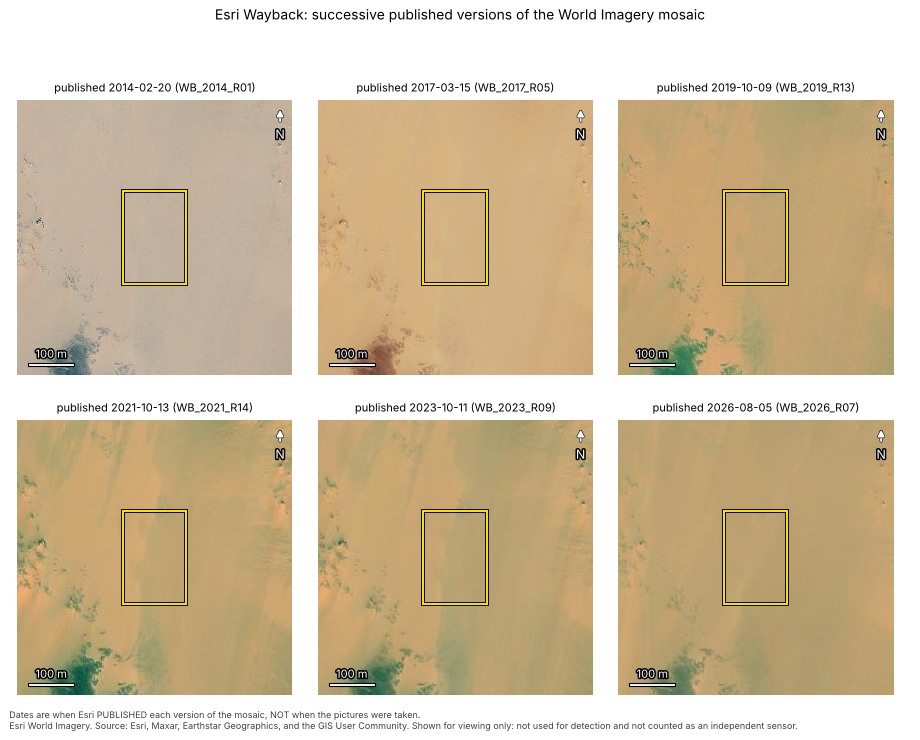 Esri Wayback: successive published versions of the World Imagery mosaic
published 2014-02-20 (WB_2014_R01)
published 2017-03-15 (WB_2017_R05)
published 2019-10-09 (WB_2019_R13)
N
N
N
100 m
100 m
100 m
published 2021-10-13 (WB_2021_R14)
published 2023-10-11 (WB_2023_R09)
published 2026-08-05 (WB_2026_R07)
N
N
N
100 m
100 m
100 m
Dates are when Esri PUBLISHED each version of the mosaic, NOT when the pictures were taken.
Esri World Imagery. Source: Esri, Maxar, Earthstar Geographics, and the GIS User Community. Shown for viewing only: not used for detection and not counted as an independent sensor.